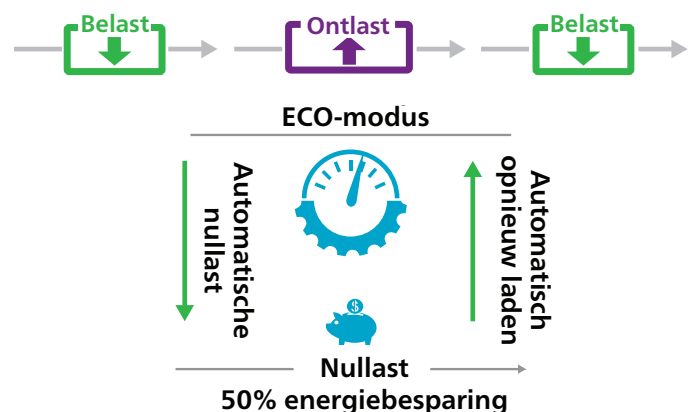 Belast
Ontlast
Belast
ECO-modus
Automatische
nullast
$
Automatisch
opnieuw laden
Nullast
50% energiebesparing